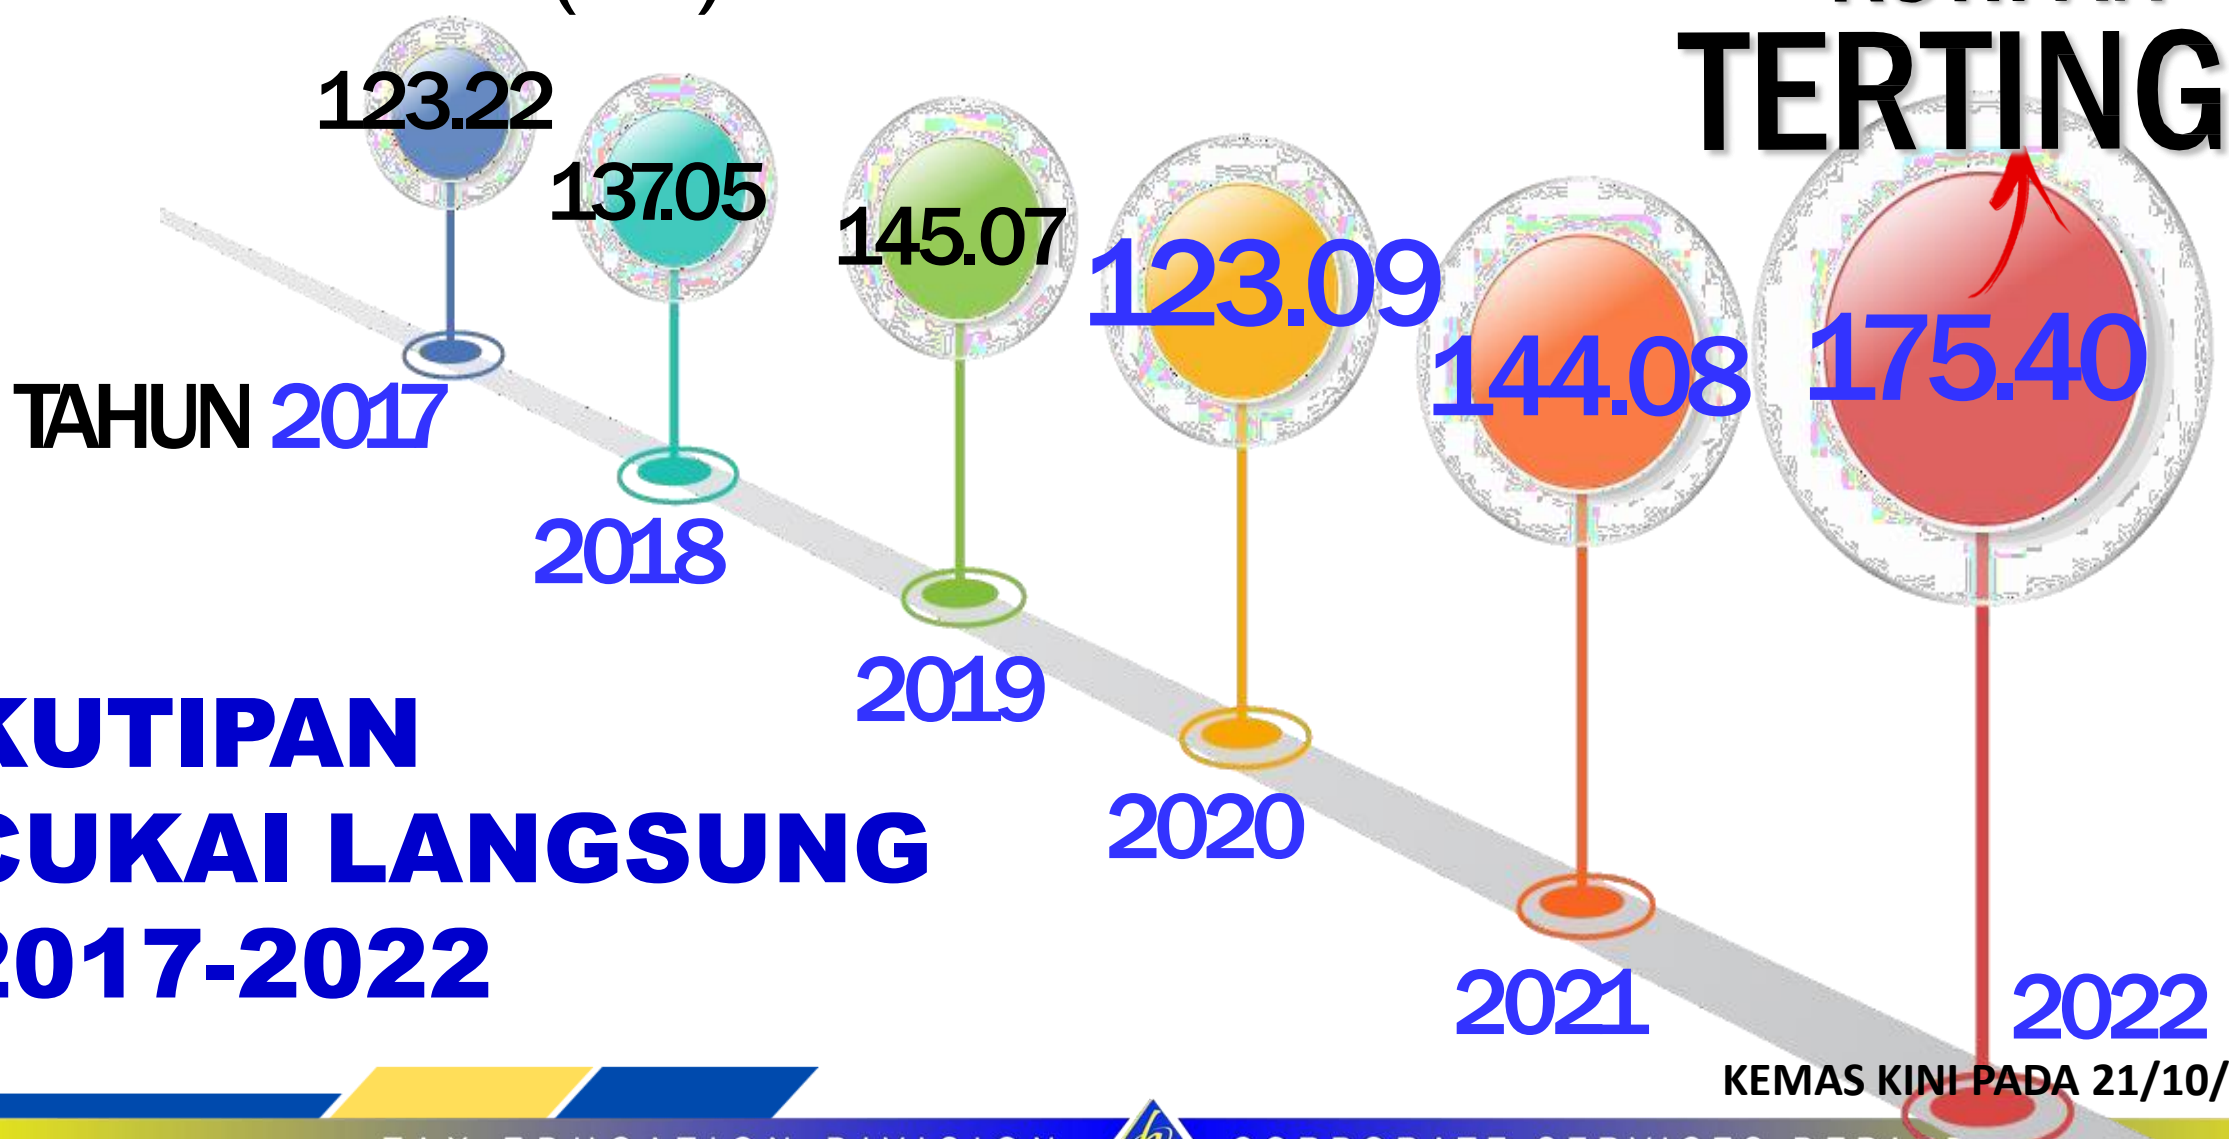 TERTING
123.22
137.05
145.07
123.09
144.08
175.40
TAHUN 2017
2018
2019
2020
2021
2022
KUTIPAN
CUKAI LANGSUNG
2017-2022
KEMAS KINI PADA 21/10/